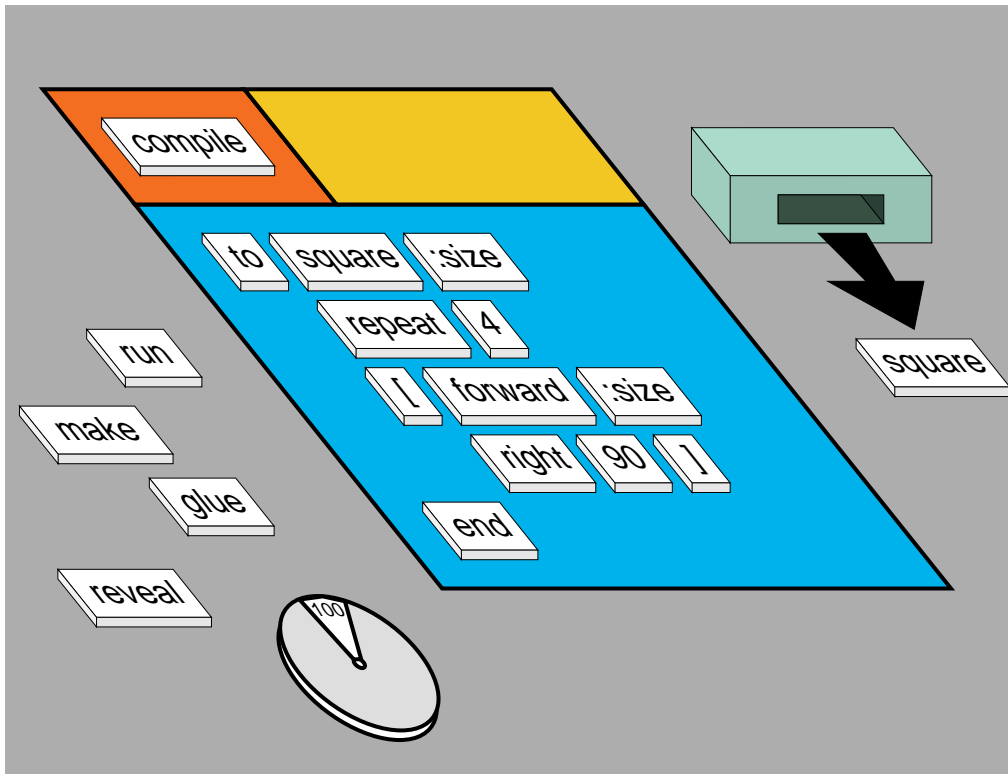 compile
to square :size
repeat 4
[ forward :size
right 90 ]
end
run
make
glue
reveal
100
square